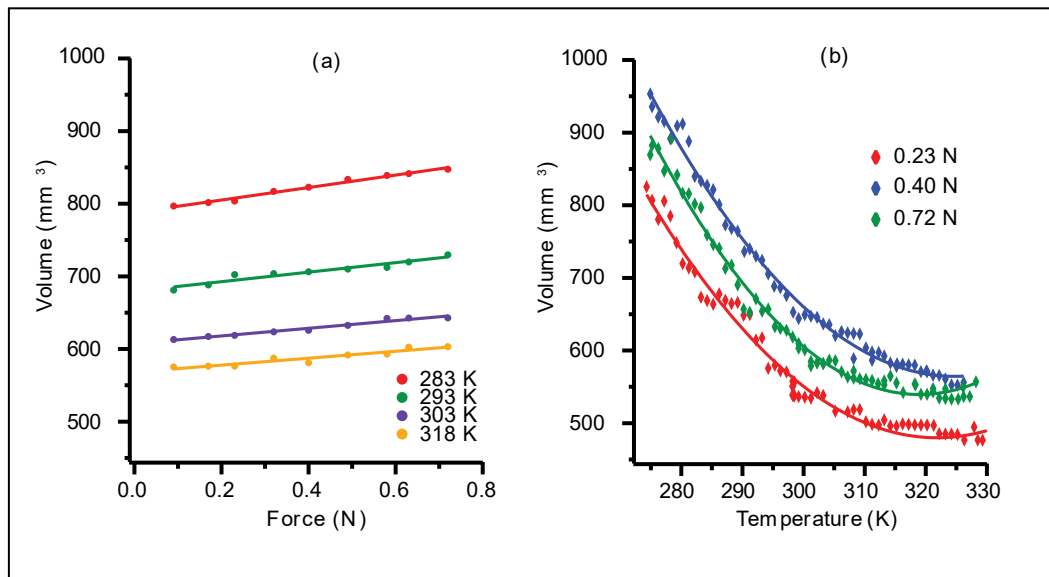 (a)
1000
900
800
700
600
500
Volume (mm ³)
0.0 0.2 0.4 0.6 0.8
Force (N)
283 K
293 K
303 K
318 K
(b)
1000
900
800
700
600
500
Volume (mm ³)
280 290 300 310 320 330
Temperature (K)
0.23 N
0.40 N
0.72 N